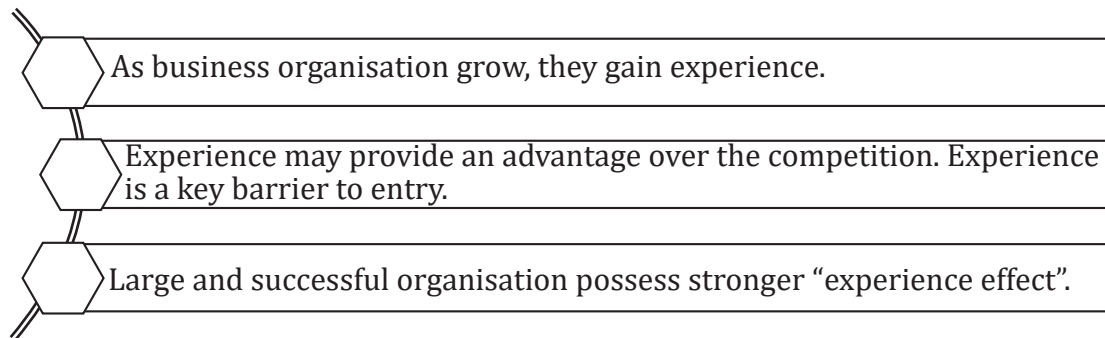 As business organisation grow, they gain experience.
Experience may provide an advantage over the competition. Experience
is a key barrier to entry.
Large and successful organisation possess stronger “experience effect”.